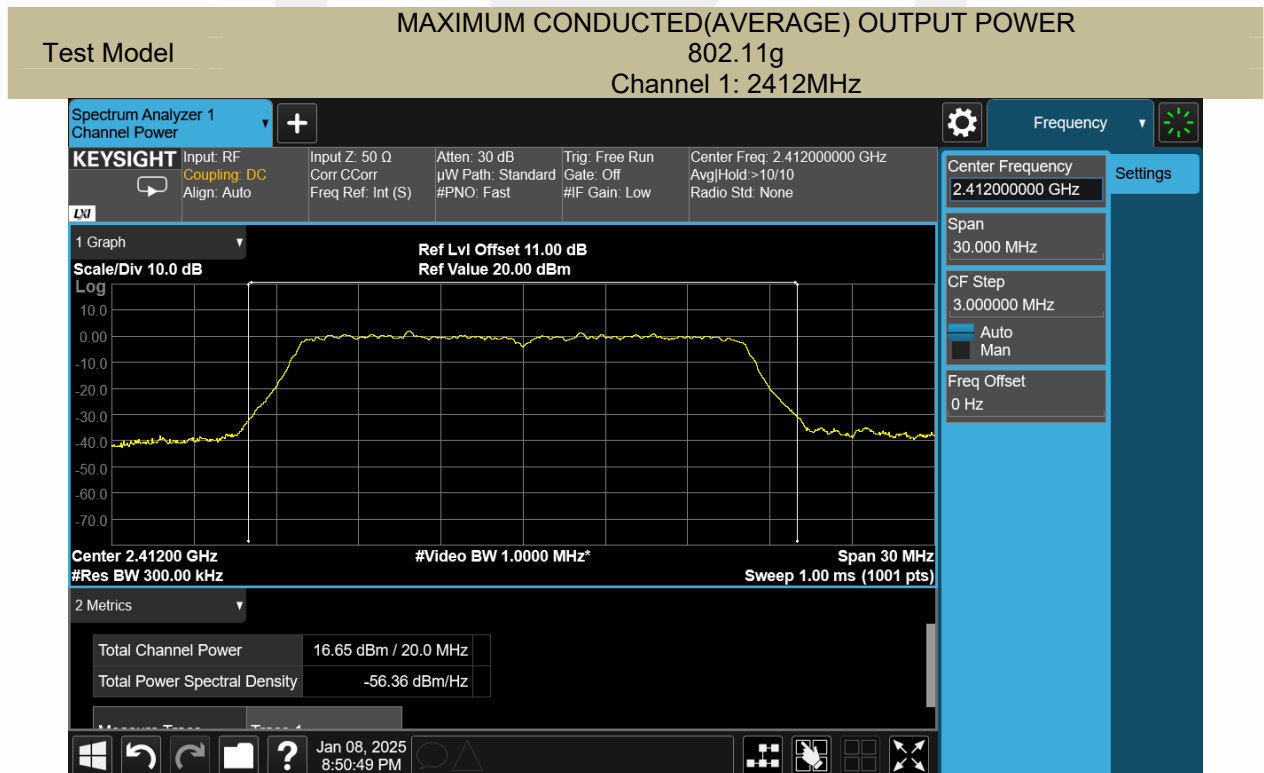 MAXIMUM CONDUCTED(AVERAGE) OUTPUT POWER
Test Model
802.11g
Channel 1: 2412MHz
Spectrum Analyzer 1
Channel Power
Frequency
KEYSIGHT
Input: RF
Coupling: DC
Align: Auto
Input Z: 50 Ω
Corr CCorr
Freq Ref: Int (S)
Atten: 30 dB
µW Path: Standard
#PNO: Fast
Trig: Free Run
Gate: Off
#IF Gain: Low
Center Freq: 2.412000000 GHz
Avg|Hold:>10/10
Radio Std: None
LXI
Center Frequency
2.412000000 GHz
Settings
Span
30.000 MHz
CF Step
3.000000 MHz
Auto
Man
Freq Offset
0 Hz
1 Graph
Scale/Div 10.0 dB
Ref Lvl Offset 11.00 dB
Ref Value 20.00 dBm
Log
10.0
0.00
-10.0
-20.0
-30.0
-40.0
-50.0
-60.0
-70.0
Center 2.41200 GHz
#Video BW 1.0000 MHz*
Span 30 MHz
#Res BW 300.00 kHz
Sweep 1.00 ms (1001 pts)
2 Metrics
Total Channel Power 16.65 dBm / 20.0 MHz
Total Power Spectral Density -56.36 dBm/Hz
Measure Trace Trace 1
?
Jan 08, 2025
8:50:49 PM